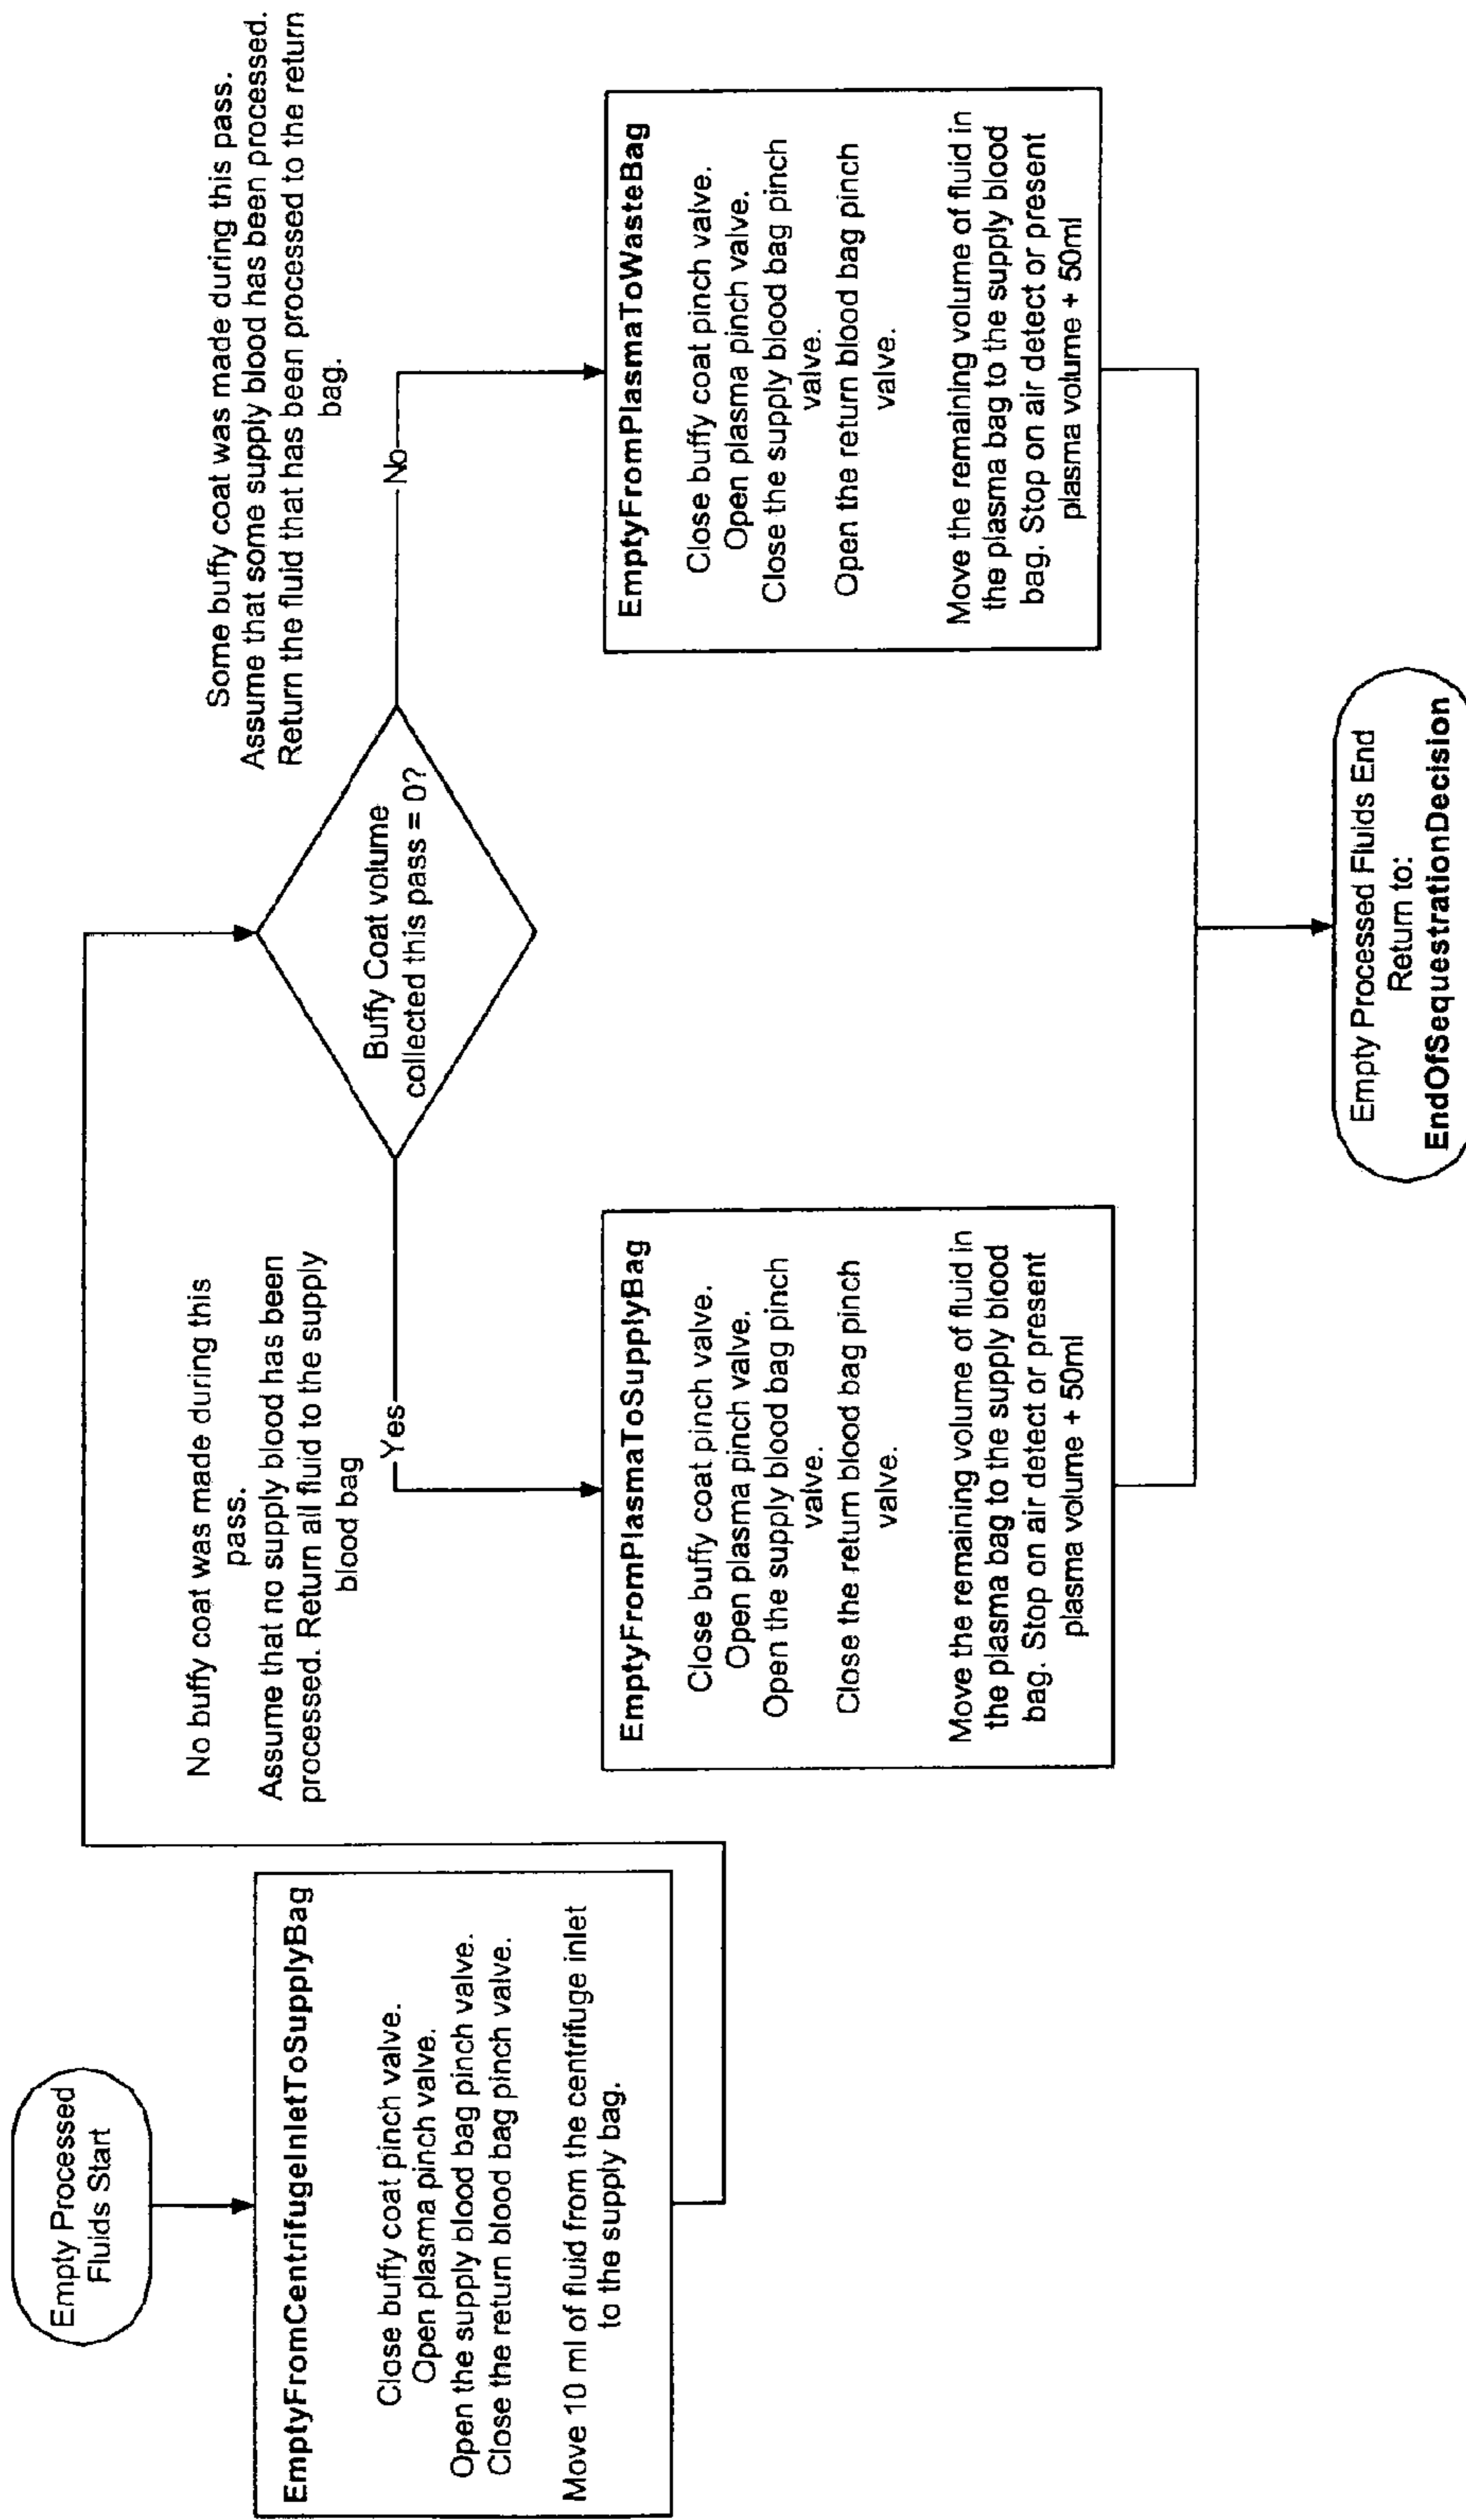 Empty Processed
Fluids Start
EmptyFromCentrifugeInletToSupplyBag
Close buffy coat pinch valve.
Open plasma pinch valve.
Open the supply blood bag pinch valve.
Close the return blood bag pinch valve.
Move 10 ml of fluid from the centrifuge inlet
to the supply bag.
No buffy coat was made during this
pass.
Assume that no supply blood has been
processed. Return all fluid to the supply
blood bag
Yes
Buffy Coat volume
collected this pass = 0?
Some buffy coat was made during this pass.
Assume that some supply blood has been processed.
Return the fluid that has been processed to the return
bag.
No
EmptyFromPlasmaToSupplyBag
Close buffy coat pinch valve.
Open plasma pinch valve.
Open the supply blood bag pinch
valve.
Close the return blood bag pinch
valve.
Move the remaining volume of fluid in
the plasma bag to the supply blood
bag. Stop on air detect or present
plasma volume + 50ml
EmptyFromPlasmaToWasteBag
Close buffy coat pinch valve.
Open plasma pinch valve.
Close the supply blood bag pinch
valve.
Open the return blood bag pinch
valve.
Move the remaining volume of fluid in
the plasma bag to the supply blood
bag. Stop on air detect or present
plasma volume + 50ml
Empty Processed Fluids End
Return to:
EndOfSequestrationDecision